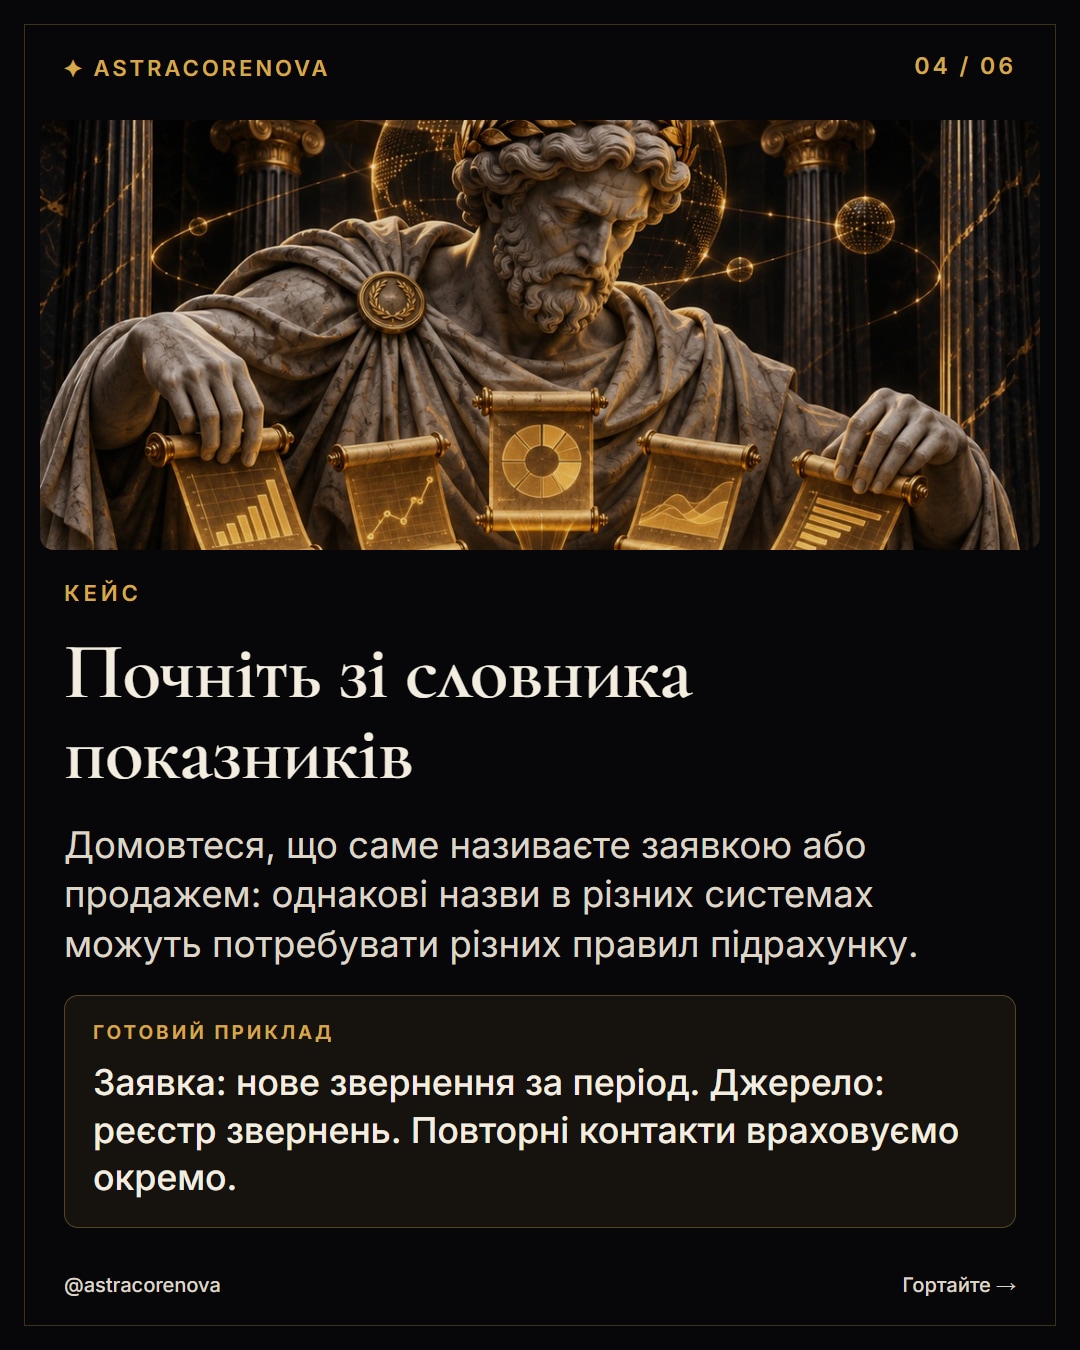 ✦ ASTRACORENOVA
04 / 06
КЕЙС
Почніть зі словника
показників
Домовтеся, що саме називаєте заявкою або
продажем: однакові назви в різних системах
можуть потребувати різних правил підрахунку.
ГОТОВИЙ ПРИКЛАД
Заявка: нове звернення за період. Джерело:
реєстр звернень. Повторні контакти враховуємо
окремо.
@astracorenova
Гортайте →